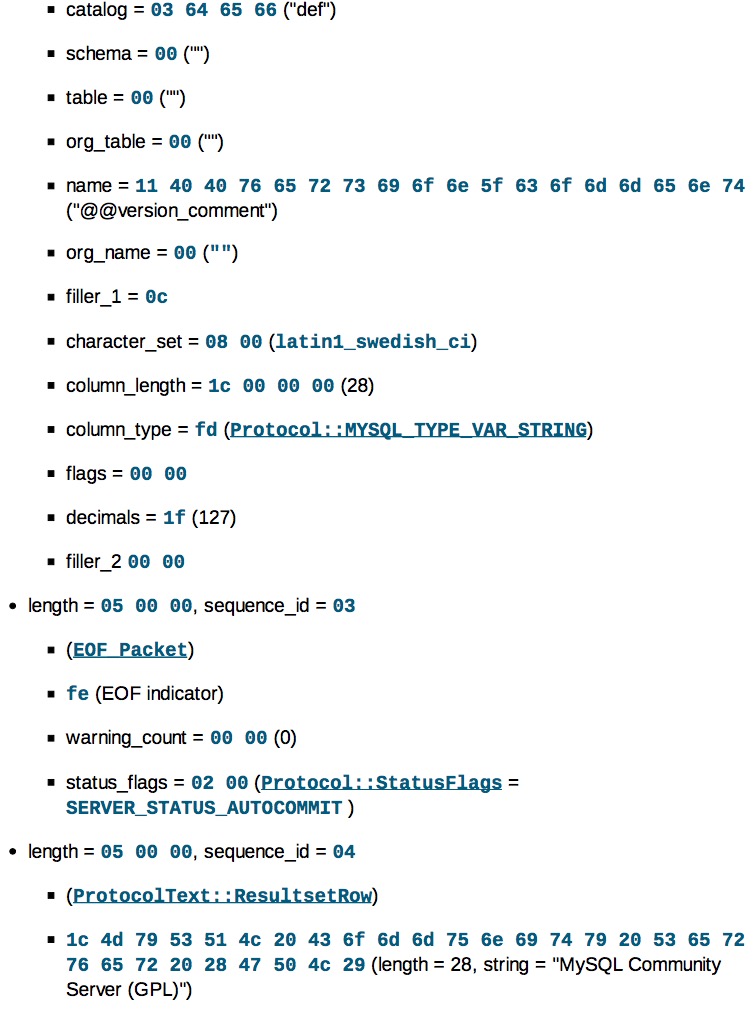 catalog = 03 64 65 66 ("def")
schema = 00 ("")
table = 00 ("")
org_table = 00 ("")
name = 11 40 40 76 65 72 73 69 6f 6e 5f 63 6f 6d 6d 65 6e 74
("@@version_comment")
org_name = 00 ("")
filler_1 = 0c
character_set = 08 00 (latin1_swedish_ci)
column_length = 1c 00 00 00 (28)
column_type = fd (Protocol::MYSQL_TYPE_VAR_STRING)
flags = 00 00
decimals = 1f (127)
filler_2 00 00
length = 05 00 00, sequence_id = 03
(EOF_Packet)
fe (EOF indicator)
warning_count = 00 00 (0)
status_flags = 02 00 (Protocol::StatusFlags =
SERVER_STATUS_AUTOCOMMIT )
length = 05 00 00, sequence_id = 04
(ProtocolText::ResultsetRow)
1c 4d 79 53 51 4c 20 43 6f 6d 6d 75 6e 69 74 79 20 53 65 72
76 65 72 20 28 47 50 4c 29 (length = 28, string = "MySQL Community
Server (GPL)")